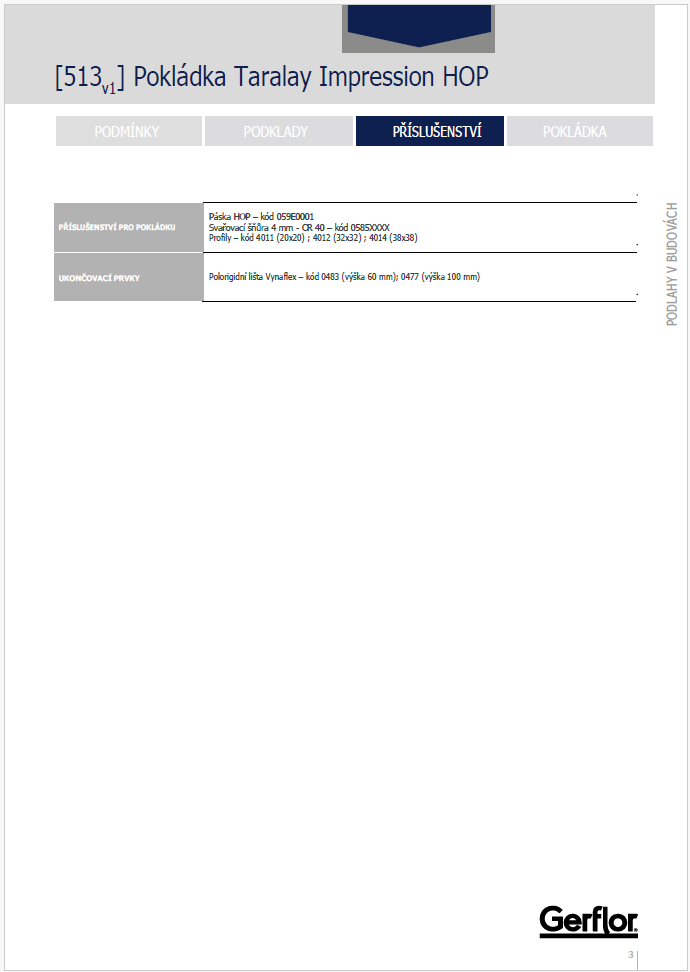 [513v1] Pokládka Taralay Impression HOP
PODMÍNKY PODKLADY PŘÍSLUŠENSTVÍ POKLÁDKA
PŘÍSLUŠENSTVÍ PRO POKLÁDKU
Páska HOP – kód 059E0001
Svařovací šňůra 4 mm - CR 40 – kód 0585XXXX
Profily – kód 4011 (20x20) ; 4012 (32x32) ; 4014 (38x38)
UKONČOVACÍ PRVKY
Polorigidní lišta Vynaflex – kód 0483 (výška 60 mm); 0477 (výška 100 mm)
PODLAHY V BUDOVÁCH
Gerflor®
3